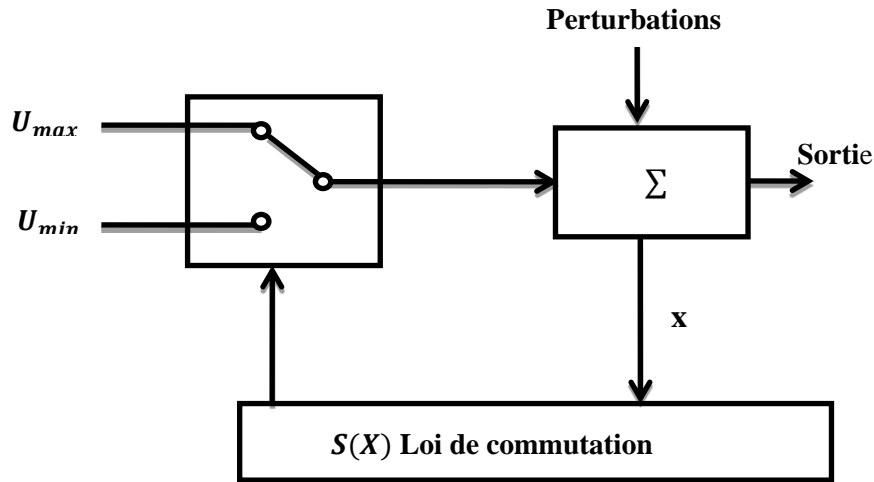 Perturbations
U_max
Sortie
Σ
U_min
x
S(X) Loi de commutation